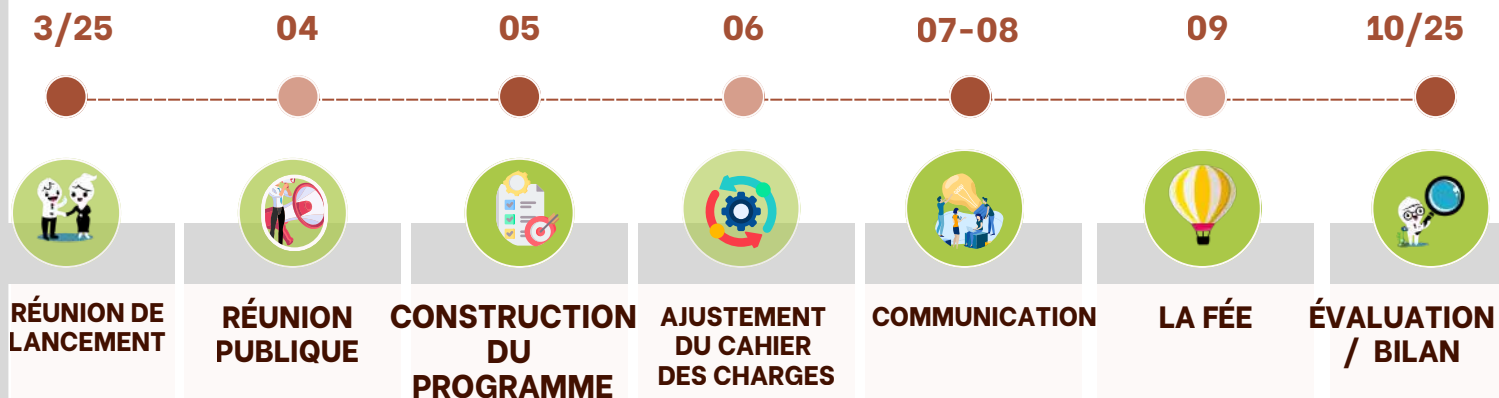 3/25
04
05
06
07-08
09
10/25
RÉUNION DE
LANCEMENT
RÉUNION
PUBLIQUE
CONSTRUCTION
DU
PROGRAMME
AJUSTEMENT
DU CAHIER
DES CHARGES
COMMUNICATION
LA FÉE
ÉVALUATION
/ BILAN